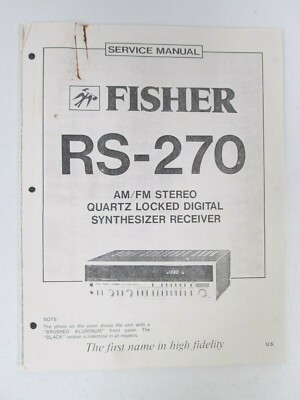 SERVICE MANUAL
FISHER
RS-270
AM/FM STEREO
QUARTZ LOCKED DIGITAL
SYNTHESIZER RECEIVER
NOTE
The photo on the cover shows the unit with a
"BRUSHED ALUMINUM" front panel. The
"BLACK" version is identical in all respects.
The first name in high fidelity